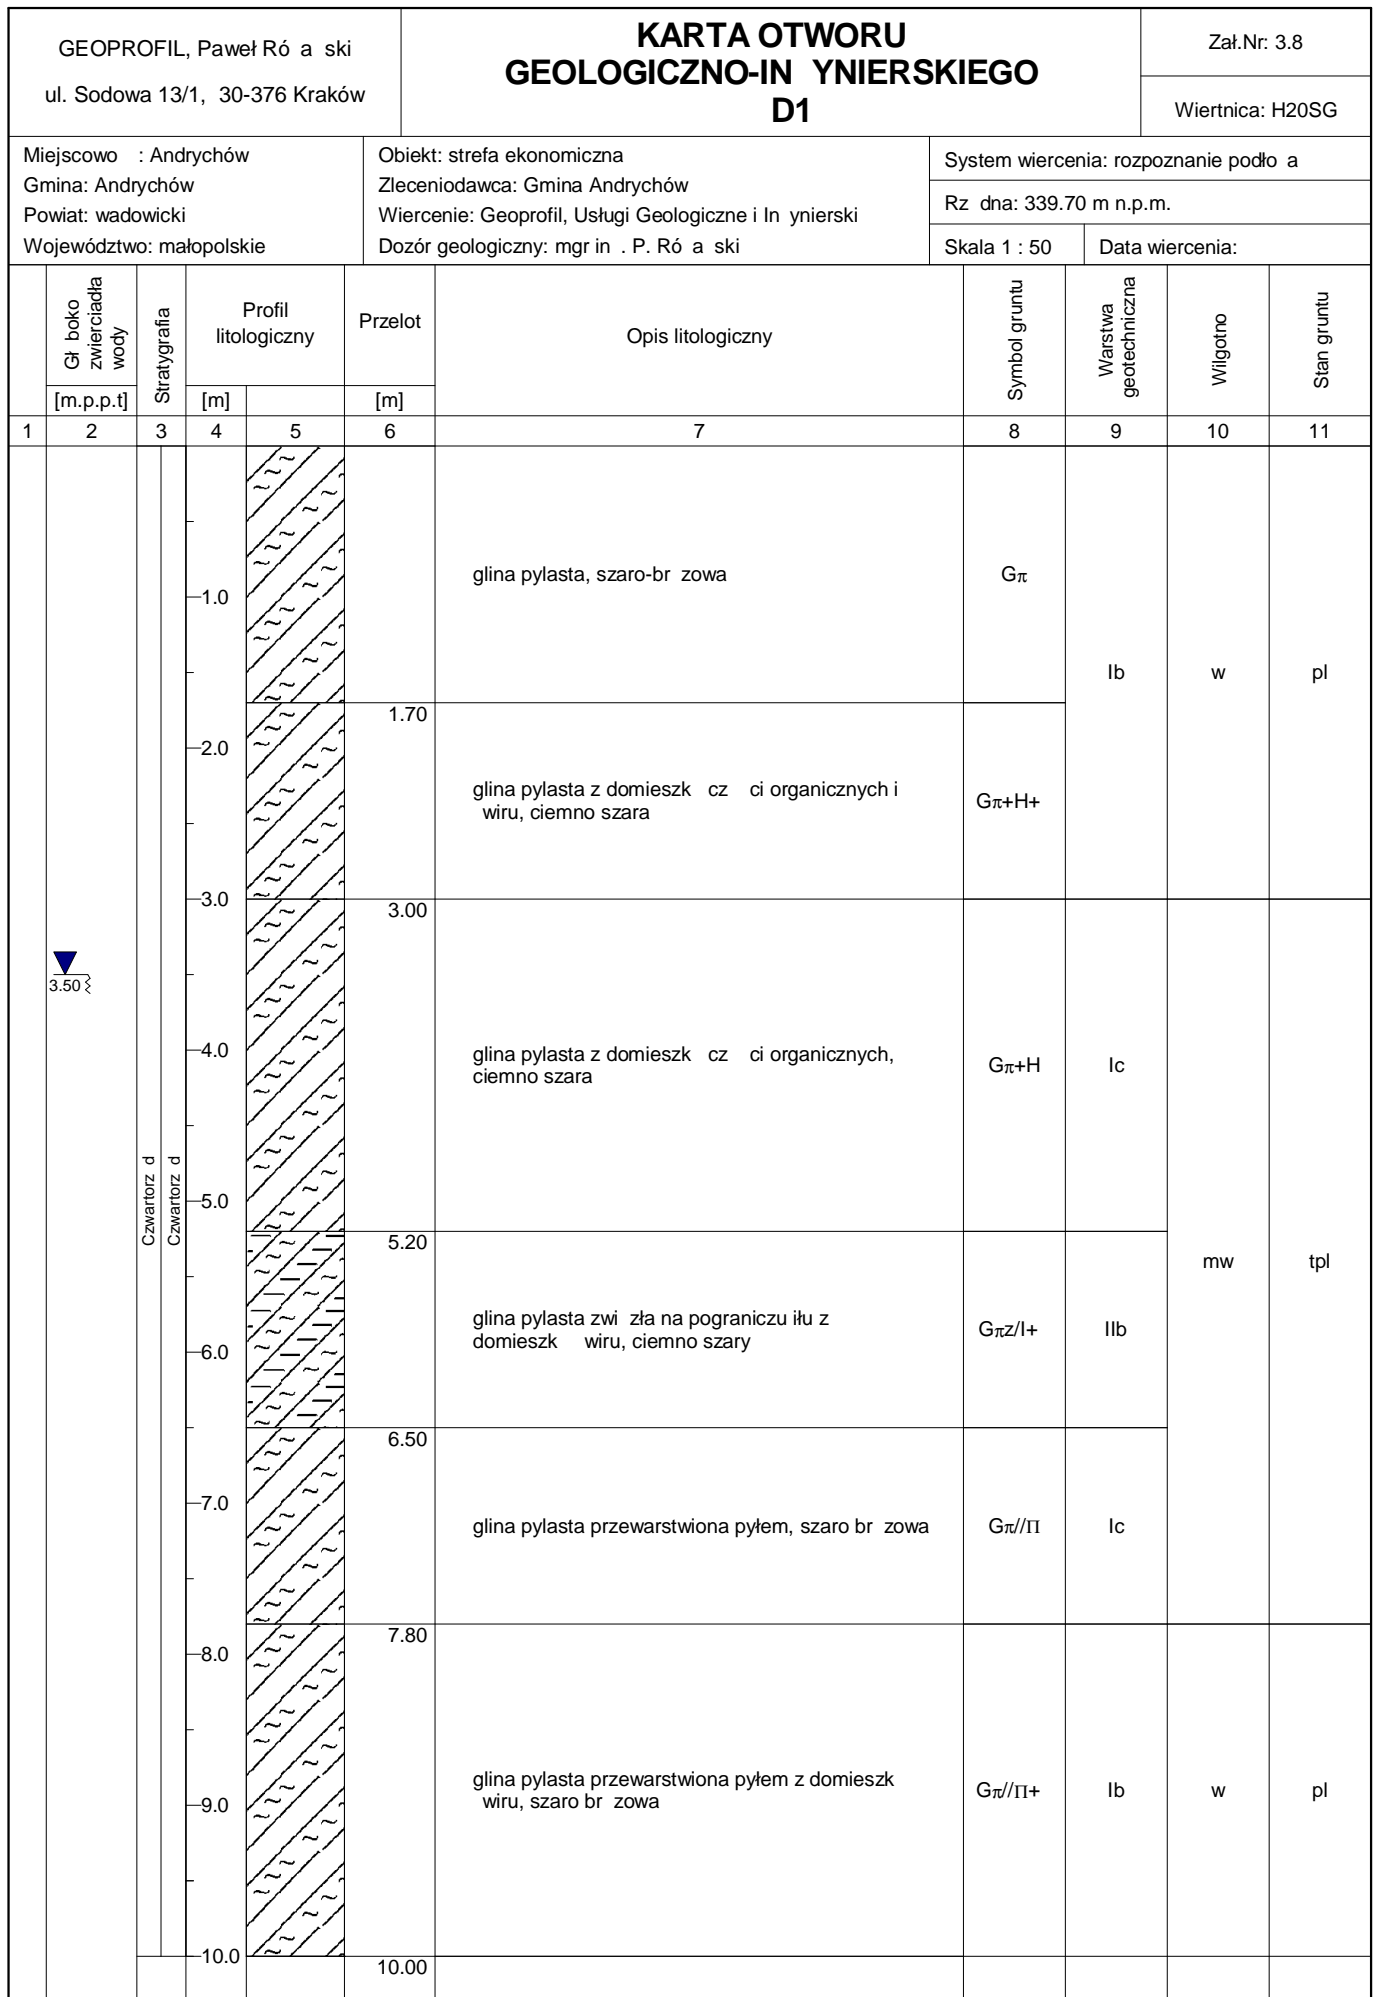 GEOPROFIL, Paweł Ró a ski
ul. Sodowa 13/1, 30-376 Kraków
KARTA OTWORU
GEOLOGICZNO-IN YNIERSKIEGO
D1
Zał.Nr: 3.8
Wiertnica: H20SG
Miejscowo : Andrychów
Gmina: Andrychów
Powiat: wadowicki
Województwo: małopolskie
Obiekt: strefa ekonomiczna
Zleceniodawca: Gmina Andrychów
Wiercenie: Geoprofil, Usługi Geologiczne i In ynierski
Dozór geologiczny: mgr in . P. Ró a ski
System wiercenia: rozpoznanie podło a
Rz dna: 339.70 m n.p.m.
Skala 1 : 50
Data wiercenia:
Gł boko
zwierciadła
wody
[m.p.p.t]
Stratygrafia
Profil
litologiczny
[m]
Przelot
[m]
Opis litologiczny
Symbol gruntu
Warstwa
geotechniczna
Wilgotno
Stan gruntu
1 2 3 4 5 6 7 8 9 10 11
glina pylasta, szaro-br zowa
Gπ
1.0
Ib w pl
1.70
2.0
glina pylasta z domieszk cz ci organicznych i
wiru, ciemno szara
Gπ+H+
3.0
3.00
3.50
4.0
glina pylasta z domieszk cz ci organicznych,
ciemno szara
Gπ+H
Ic
Czwartorz d
Czwartorz d
5.0
5.20
mw tpl
glina pylasta zwi zła na pograniczu iłu z
domieszk wiru, ciemno szary
Gπz/I+
IIb
6.0
6.50
7.0
glina pylasta przewarstwiona pyłem, szaro br zowa
Gπ//Π
Ic
7.80
8.0
glina pylasta przewarstwiona pyłem z domieszk
wiru, szaro br zowa
Gπ//Π+
Ib w pl
9.0
10.0
10.00